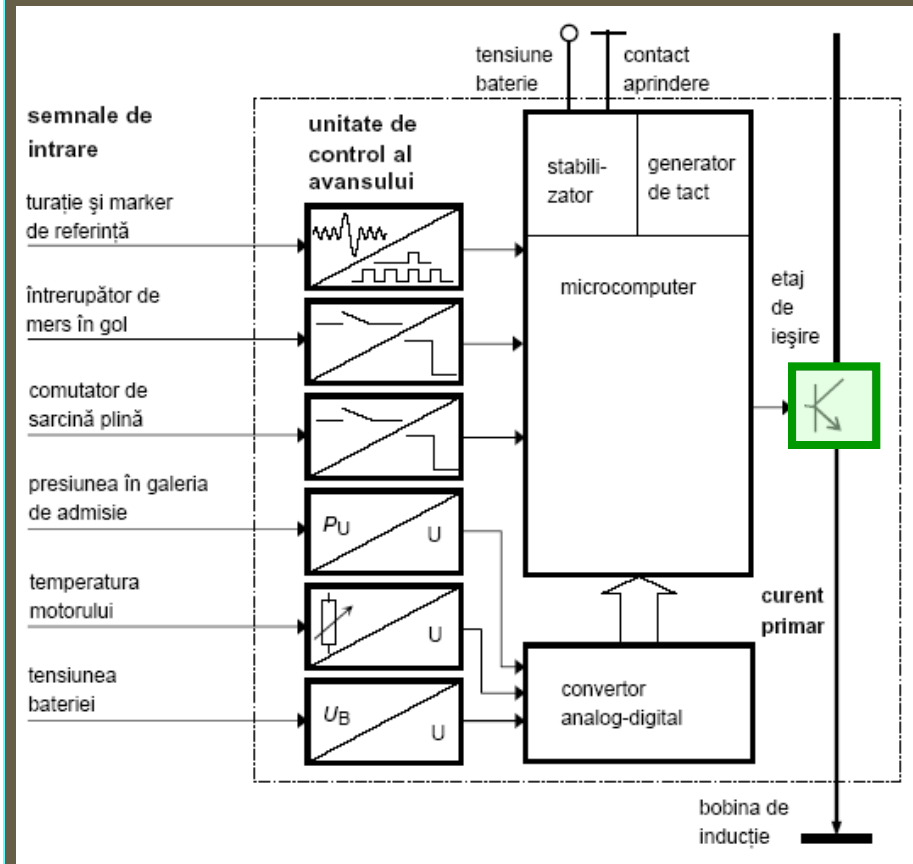 tensiune
baterie
contact
aprindere
semnale de
intrare
unitate de
control al
avansului
stabili-
zator
generator
de tact
turație şi marker
de referință
microcomputer
etaj
de
ieşire
întrerupător de
mers în gol
comutator de
sarcină plină
presiunea în galeria
de admisie
PU
U
temperatura
motorului
U
curent
primar
tensiunea
bateriei
UB
U
convertor
analog-digital
bobina de
inducție